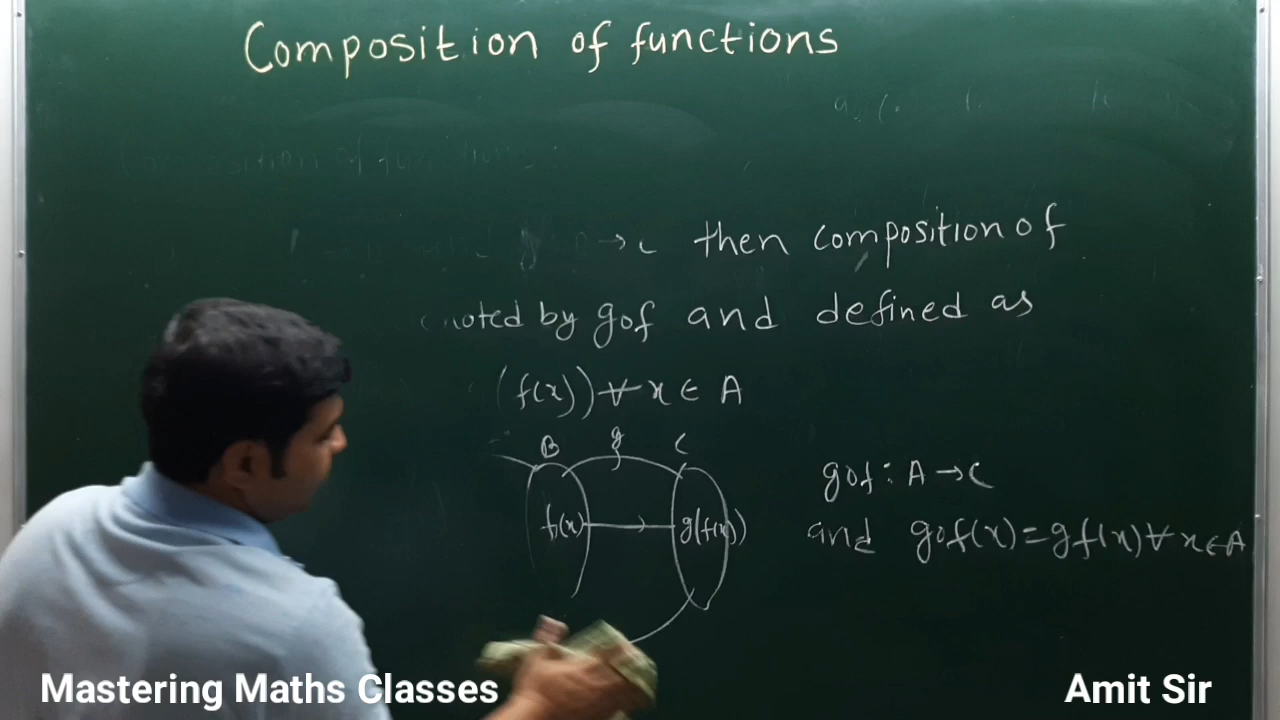 Composition of functions
→ c then composition of
noted by gof and defined as
(f(x)) ∀ x ∈ A
B g C
f(x) g(f(x))
gof : A → C
and gof(x) = gf(x) ∀ x ∈ A
Mastering Maths Classes
Amit Sir